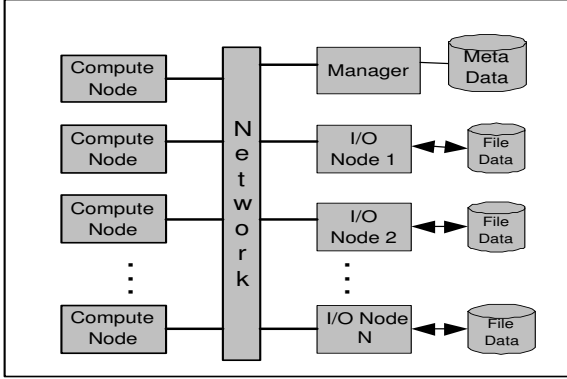 Compute
Node
Compute
Node
Compute
Node
Compute
Node
Network
Manager
Meta
Data
I/O
Node 1
File
Data
I/O
Node 2
File
Data
I/O Node
N
File
Data